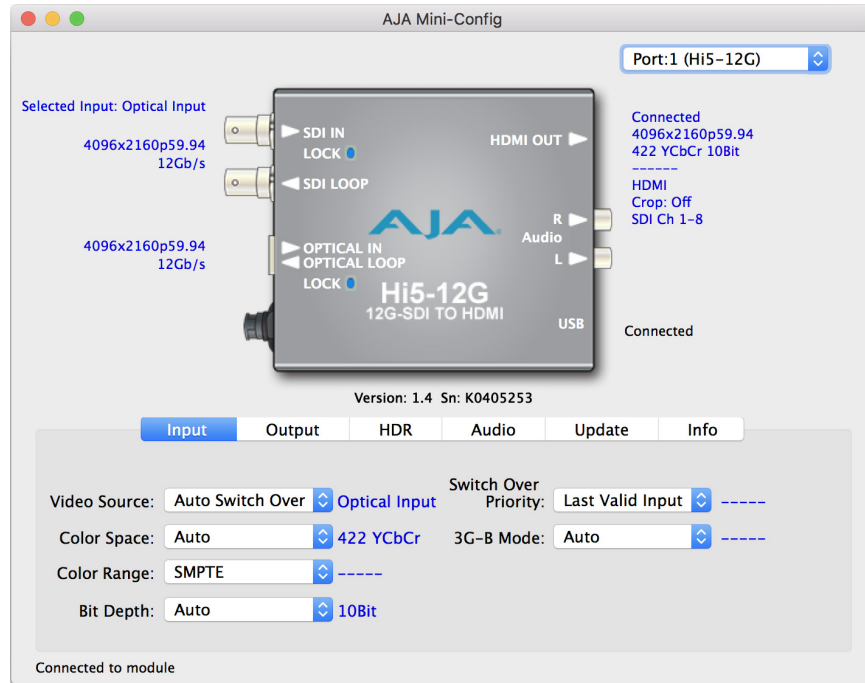 AJA Mini-Config
Port:1 (Hi5-12G)
Selected Input: Optical Input
4096x2160p59.94
12Gb/s
4096x2160p59.94
12Gb/s
SDI IN
LOCK
SDI LOOP
HDMI OUT
AJA
R
Audio
L
OPTICAL IN
OPTICAL LOOP
LOCK
Hi5-12G
12G-SDI TO HDMI
USB
Connected
4096x2160p59.94
422 YCbCr 10Bit
------
HDMI
Crop: Off
SDI Ch 1-8
Connected
Version: 1.4 Sn: K0405253
Input Output HDR Audio Update Info
Video Source: Auto Switch Over Optical Input
Switch Over
Priority: Last Valid Input -----
Color Space: Auto 422 YCbCr
3G-B Mode: Auto -----
Color Range: SMPTE -----
Bit Depth: Auto 10Bit
Connected to module